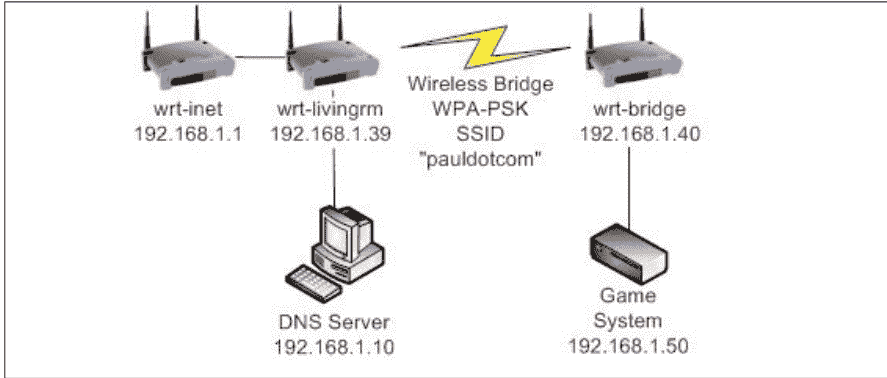 wrt-inet
192.168.1.1
wrt-livingrm
192.168.1.39
Wireless Bridge
WPA-PSK
SSID
"pauldotcom"
wrt-bridge
192.168.1.40
DNS Server
192.168.1.10
Game
System
192.168.1.50